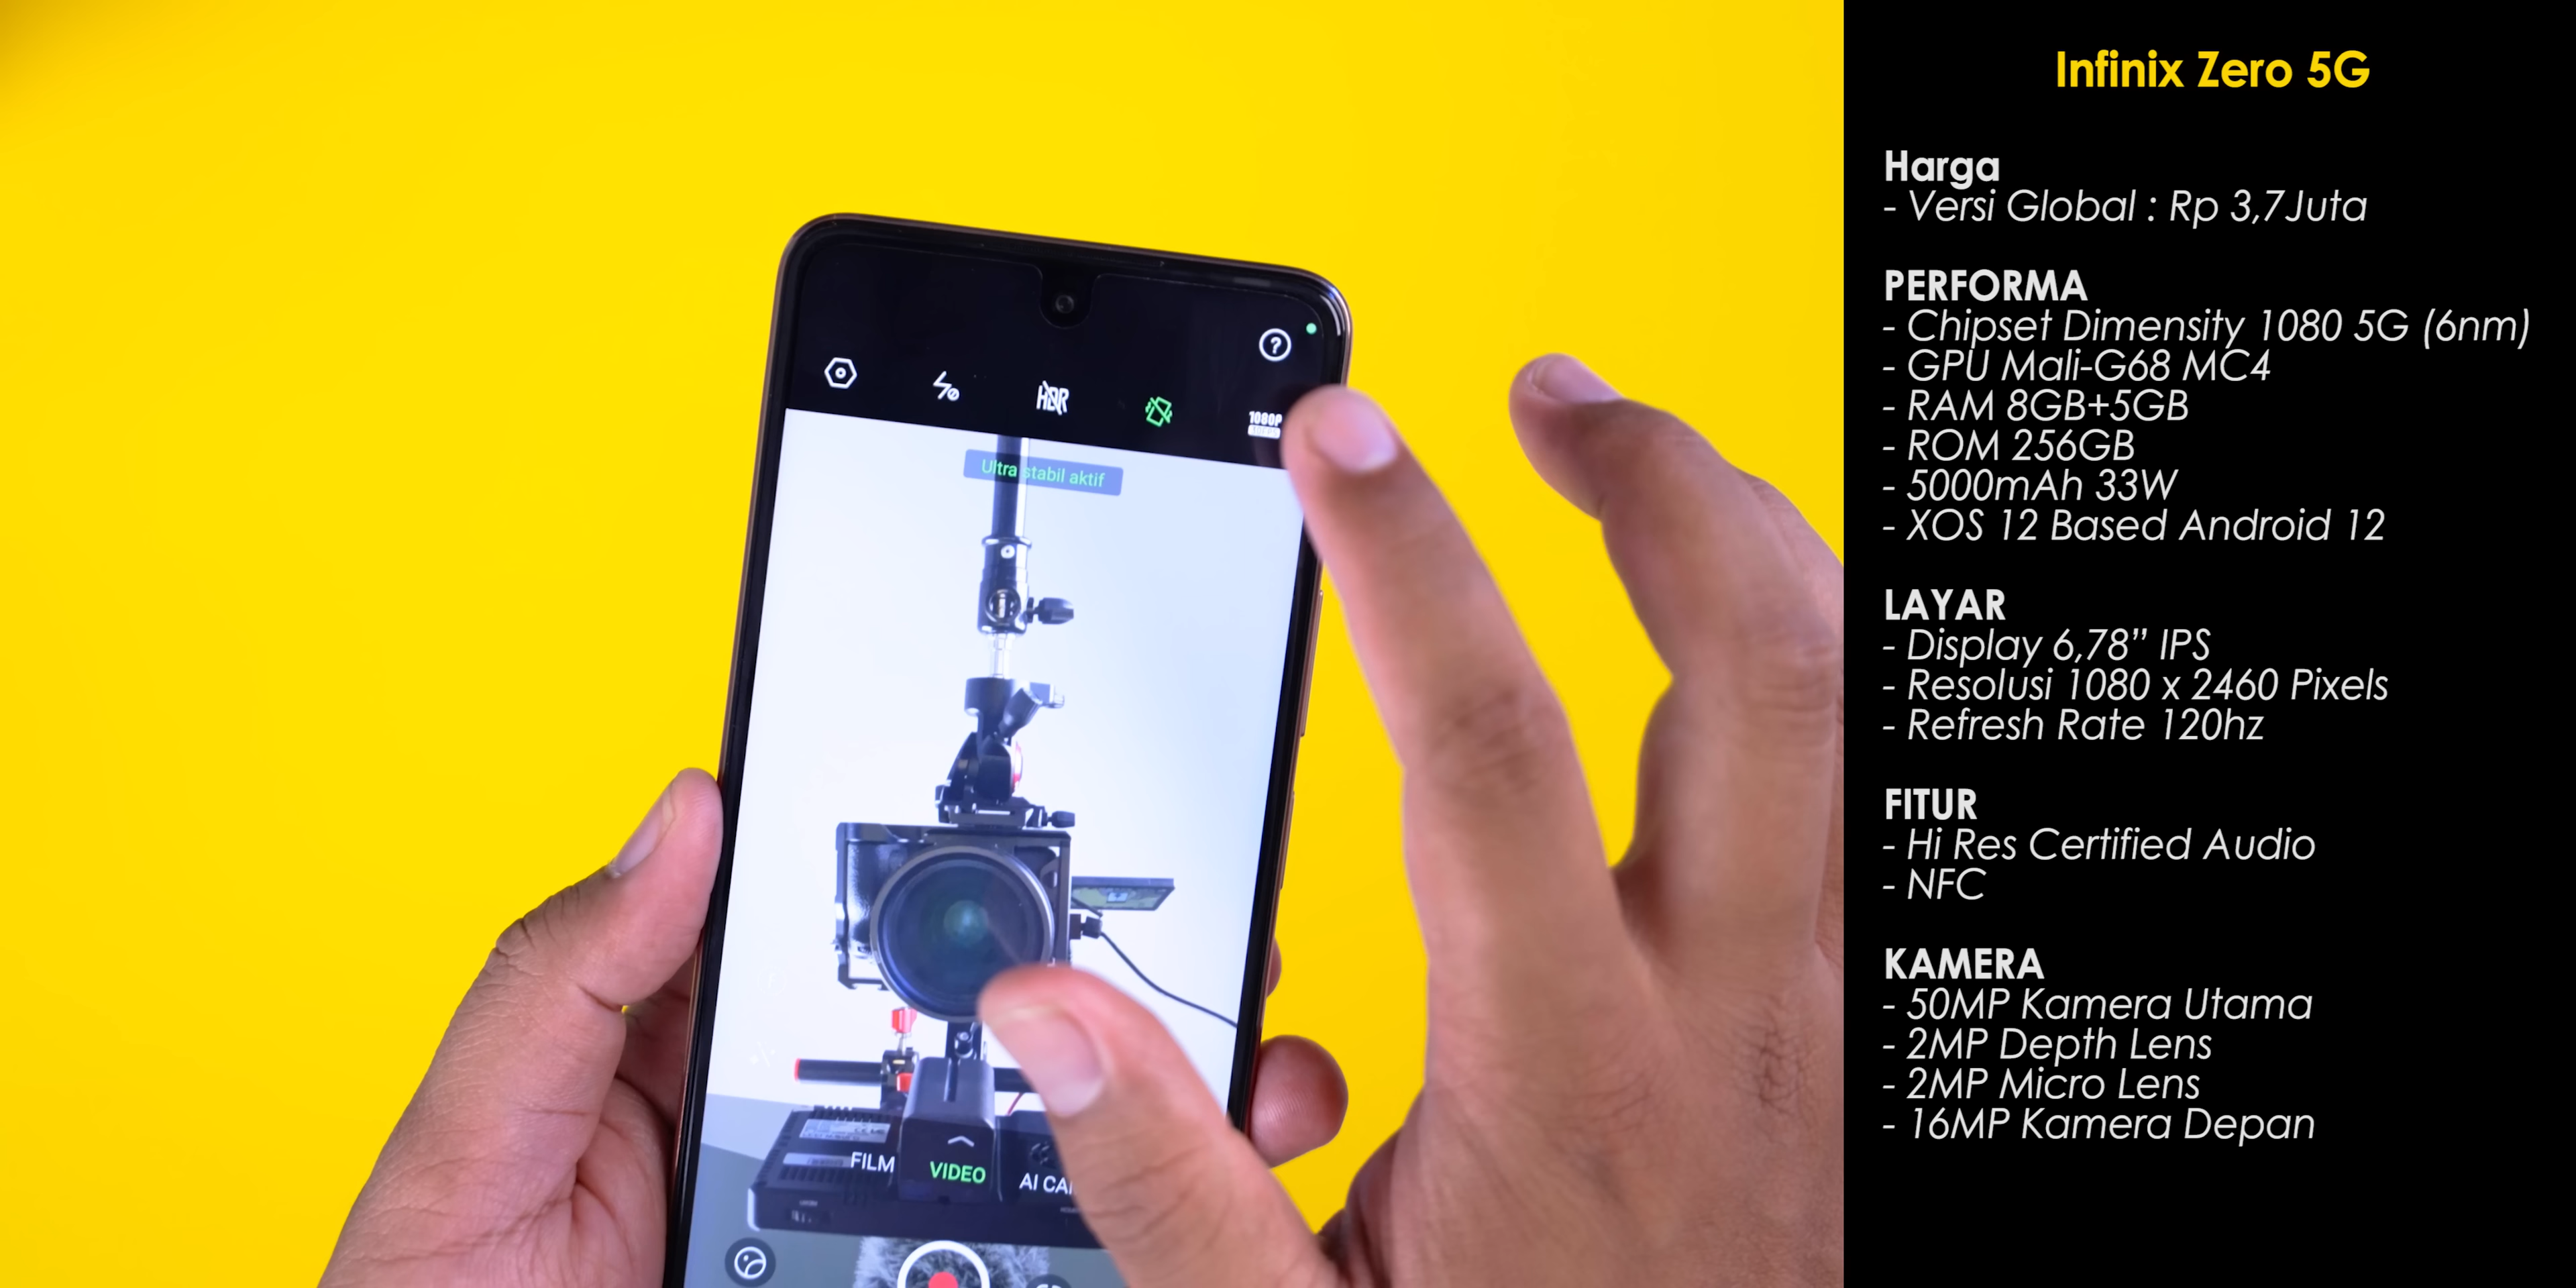 HDR
1080P
Ultra stabil aktif
FILM
VIDEO
AI CA
Infinix Zero 5G
Harga
- Versi Global : Rp 3,7Juta
PERFORMA
- Chipset Dimensity 1080 5G (6nm)
- GPU Mali-G68 MC4
- RAM 8GB+5GB
- ROM 256GB
- 5000mAh 33W
- XOS 12 Based Android 12
LAYAR
- Display 6,78” IPS
- Resolusi 1080 x 2460 Pixels
- Refresh Rate 120hz
FITUR
- Hi Res Certified Audio
- NFC
KAMERA
- 50MP Kamera Utama
- 2MP Depth Lens
- 2MP Micro Lens
- 16MP Kamera Depan